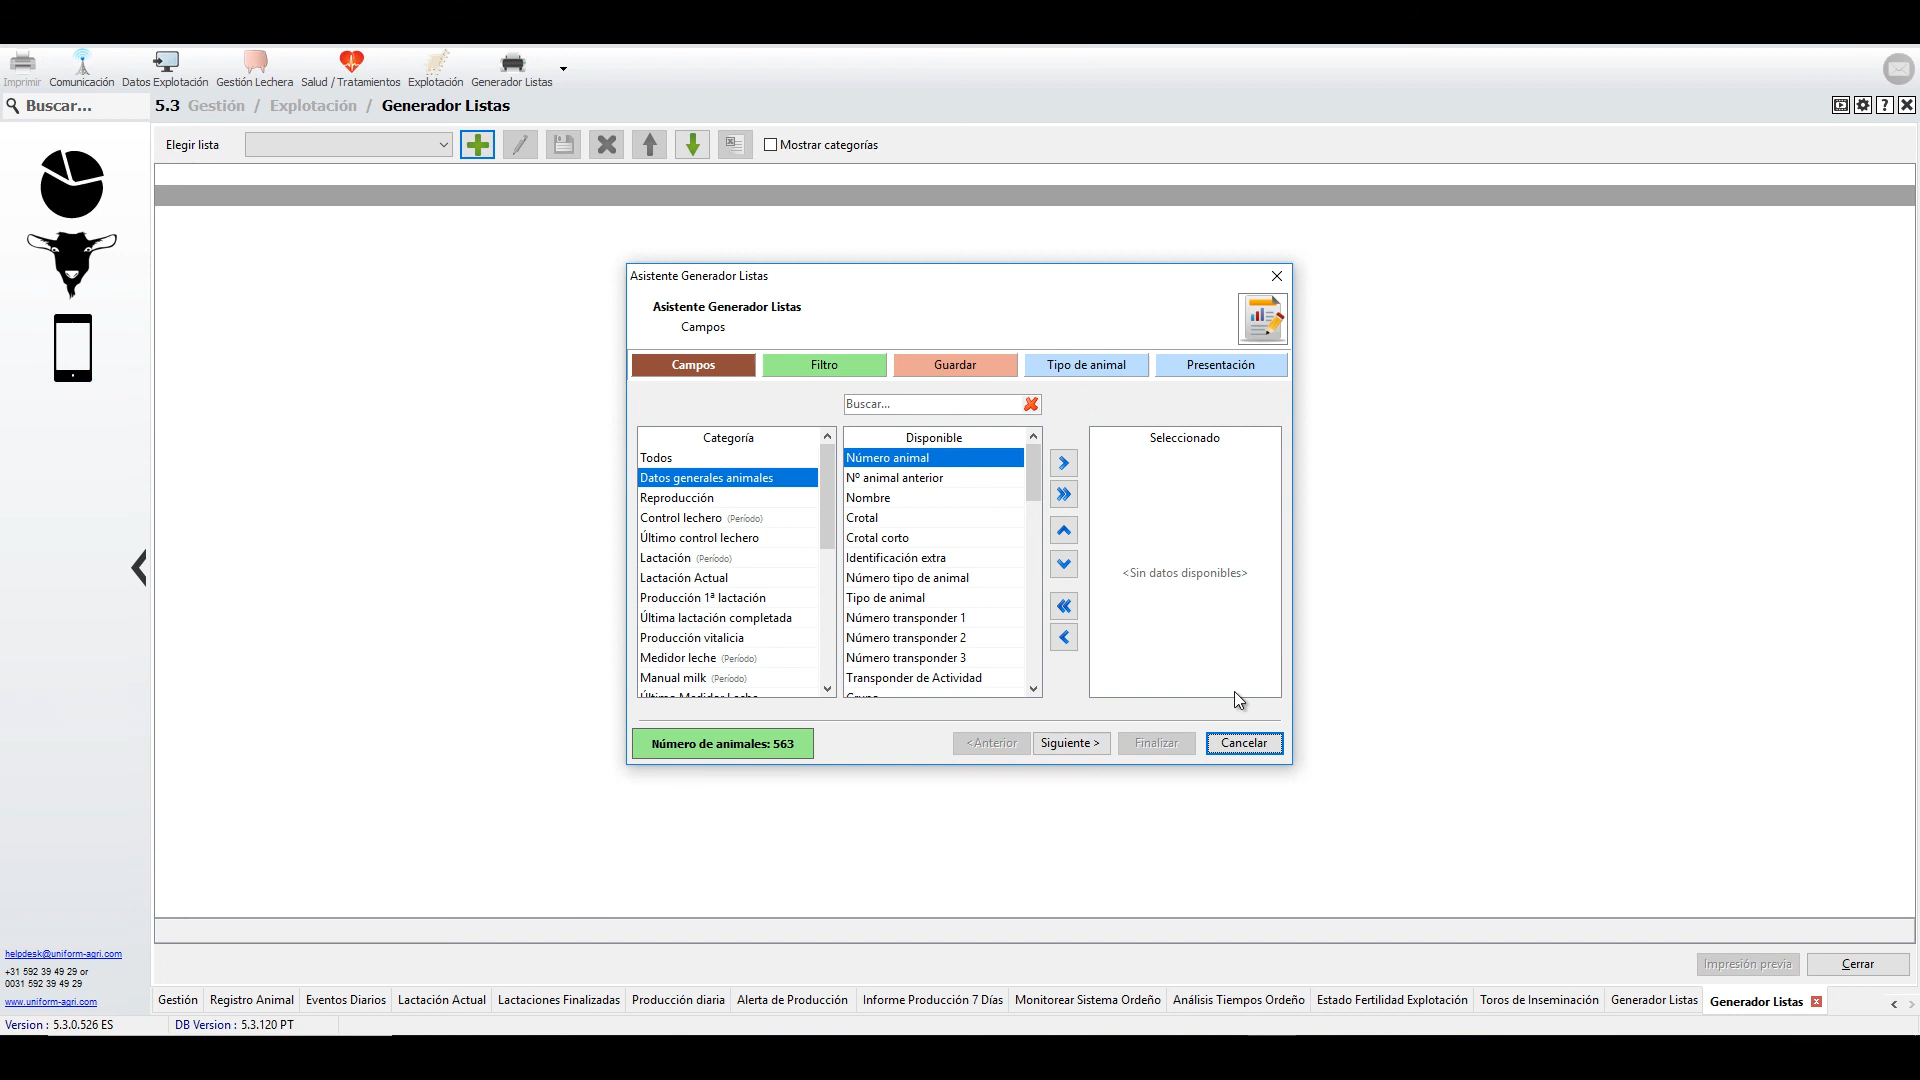 Imprimir Comunicación Datos Explotación Gestión Lechera Salud / Tratamientos Explotación Generador Listas
Buscar...
5.3 Gestión / Explotación / Generador Listas
Elegir lista
Mostrar categorías
Asistente Generador Listas
Asistente Generador Listas
Campos
Campos Filtro Guardar Tipo de animal Presentación
Buscar...
Categoría
Todos
Datos generales animales
Reproducción
Control lechero (Período)
Último control lechero
Lactación (Período)
Lactación Actual
Producción 1ª lactación
Última lactación completada
Producción vitalicia
Medidor leche (Período)
Manual milk (Período)
Último Medidor Leche
Disponible
Número animal
Nº animal anterior
Nombre
Crotal
Crotal corto
Identificación extra
Número tipo de animal
Tipo de animal
Número transponder 1
Número transponder 2
Número transponder 3
Transponder de Actividad
Grupo
Seleccionado
<Sin datos disponibles>
Número de animales: 563
<Anterior Siguiente > Finalizar Cancelar
helpdesk@uniform-agri.com
+31 592 39 49 29 or
0031 592 39 49 29
www.uniform-agri.com
Impresión previa Cerrar
Gestión Registro Animal Eventos Diarios Lactación Actual Lactaciones Finalizadas Producción diaria Alerta de Producción Informe Producción 7 Días Monitorear Sistema Ordeño Análisis Tiempos Ordeño Estado Fertilidad Explotación Toros de Inseminación Generador Listas Generador Listas
Version : 5.3.0.526 ES DB Version : 5.3.120 PT